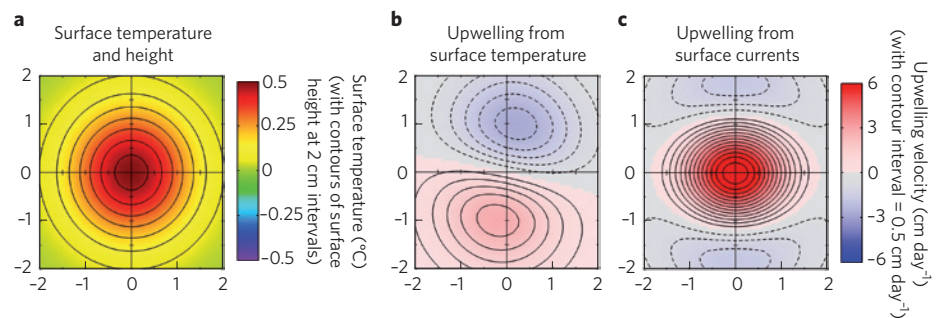 a
Surface temperature
and height
2
1
0
−1
−2
−2 −1 0 1 2
0.5
0.25
0
−0.25
−0.5
Surface temperature (°C)
(with contours of surface
height at 2 cm intervals)
b
Upwelling from
surface temperature
2
1
0
−1
−2
−2 −1 0 1 2
c
Upwelling from
surface currents
2
1
0
−1
−2
−2 −1 0 1 2
6
3
0
−3
−6
Upwelling velocity (cm day⁻¹)
(with contour interval = 0.5 cm day⁻¹)